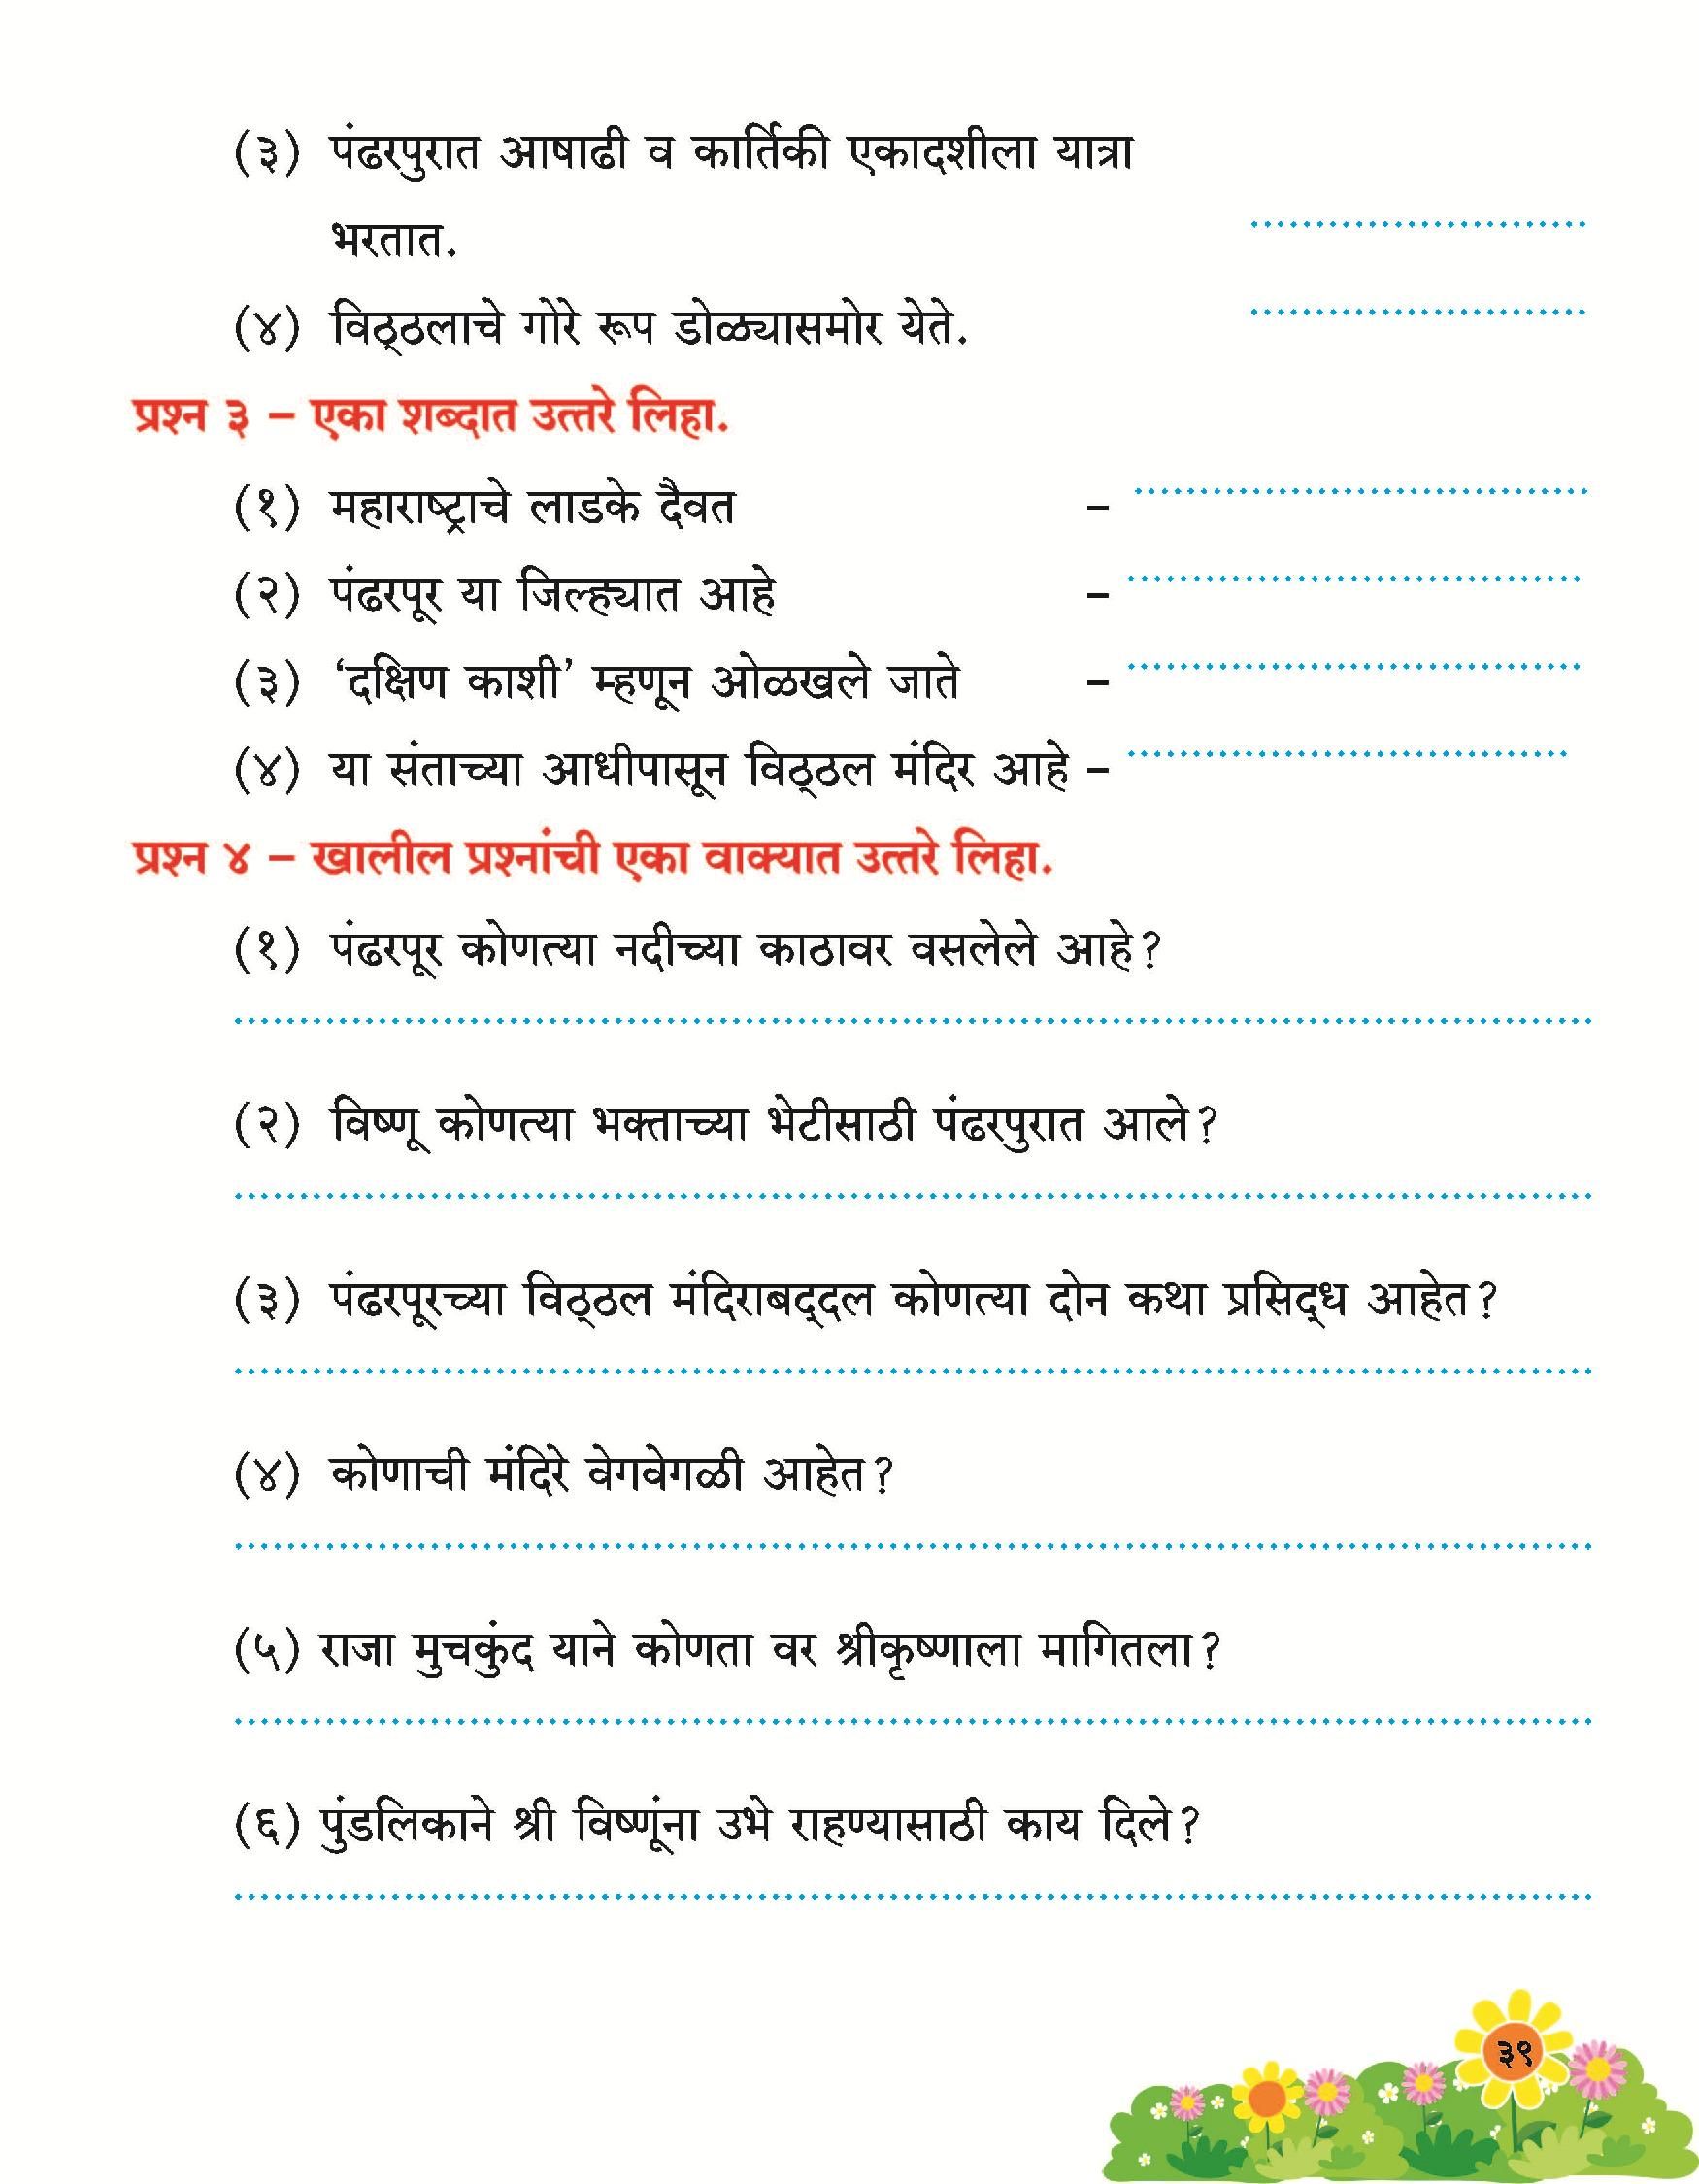 (३) पंढरपुरात आषाढी व कार्तिकी एकादशीला यात्रा
भरतात.
(४) विठ्ठलाचे गोरे रूप डोळ्यासमोर येते.
प्रश्न ३ – एका शब्दात उत्तरे लिहा.
(१) महाराष्ट्राचे लाडके दैवत –
(२) पंढरपूर या जिल्ह्यात आहे –
(३) ‘दक्षिण काशी’ म्हणून ओळखले जाते –
(४) या संताच्या आधीपासून विठ्ठल मंदिर आहे –
प्रश्न ४ – खालील प्रश्नांची एका वाक्यात उत्तरे लिहा.
(१) पंढरपूर कोणत्या नदीच्या काठावर वसलेले आहे?
(२) विष्णू कोणत्या भक्ताच्या भेटीसाठी पंढरपुरात आले?
(३) पंढरपूरच्या विठ्ठल मंदिराबद्दल कोणत्या दोन कथा प्रसिद्ध आहेत?
(४) कोणाची मंदिरे वेगवेगळी आहेत?
(५) राजा मुचकुंद याने कोणता वर श्रीकृष्णाला मागितला?
(६) पुंडलिकाने श्री विष्णूंना उभे राहण्यासाठी काय दिले?
३९